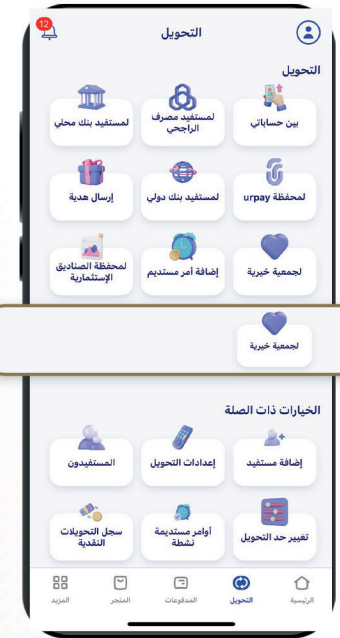 12
التحويل
التحويل
بين حساباتي
لمستفيد مصرف
الراجحي
لمستفيد بنك محلي
لمحفظة urpay
لمستفيد بنك دولي
إرسال هدية
لجمعية خيرية
إضافة أمر مستديم
لمحفظة الصناديق
الإستثمارية
لجمعية خيرية
الخيارات ذات الصلة
إضافة مستفيد
إعدادات التحويل
المستفيدون
تغيير حد التحويل
أوامر مستديمة
نشطة
سجل التحويلات
النقدية
الرئيسية
التحويل
المدفوعات
المتجر
المزيد